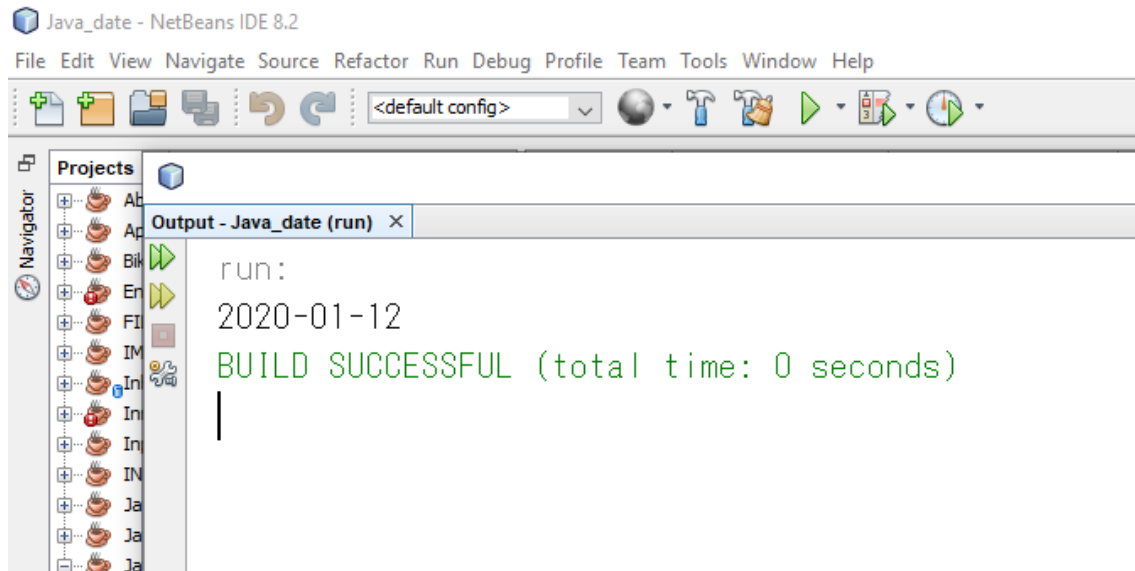 Java_date - NetBeans IDE 8.2
File Edit View Navigate Source Refactor Run Debug Profile Team Tools Window Help
<default config>
Projects
Navigator
Output - Java_date (run)
run:
2020-01-12
BUILD SUCCESSFUL (total time: 0 seconds)